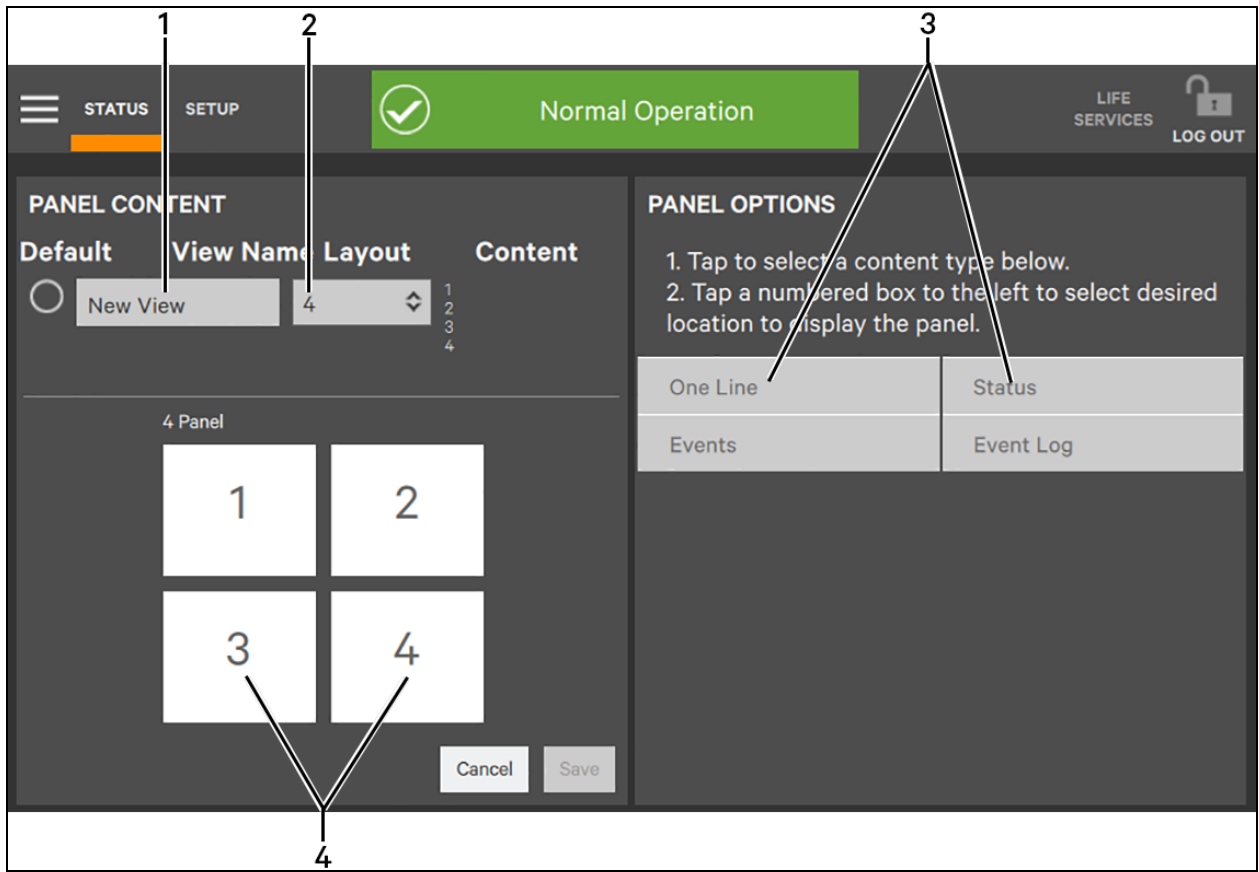 1 2 3
STATUS SETUP Normal Operation LIFE SERVICES LOG OUT
PANEL CONTENT
Default View Name Layout Content
New View 4
1
2
3
4
4 Panel
1 2
3 4
Cancel Save
PANEL OPTIONS
1. Tap to select a content type below.
2. Tap a numbered box to the left to select desired
location to display the panel.
One Line Status
Events Event Log
4